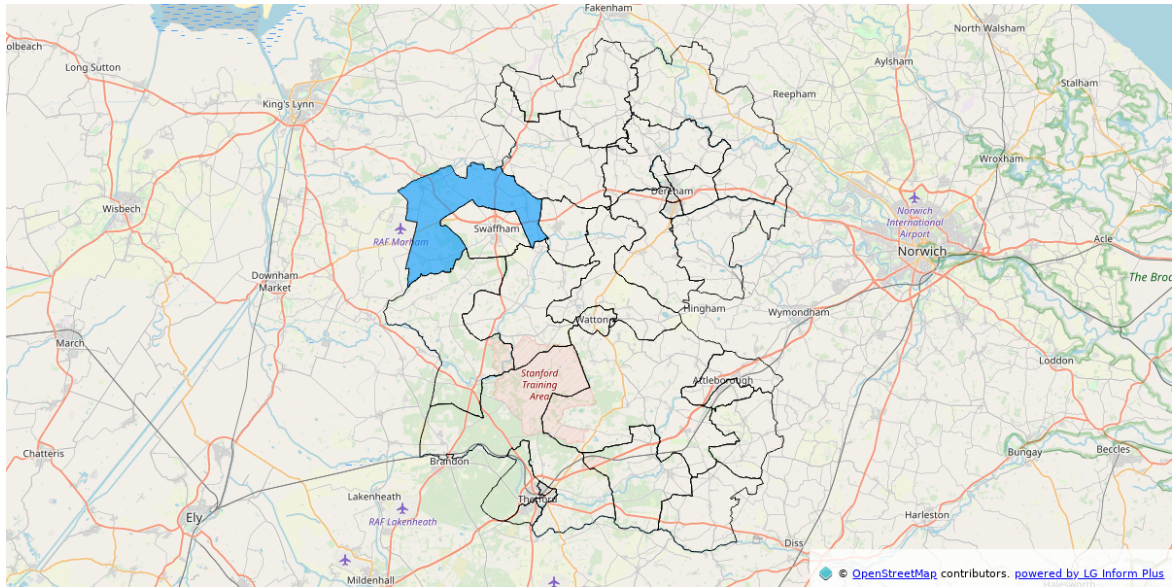 Fakenham
North Walsham
olbeach
Long Sutton
Aylsham
Stalham
Reepham
King's Lynn
Wroxham
Wisbech
Dereham
Norwich
International
Airport
Swaffham
RAF Marham
Acle
Norwich
Downham
Market
The Broa
Hingham
Wymondham
Watton
March
Loddon
Stanford
Training
Area
Attleborough
Chatteris
Brandon
Bungay
Beccles
Lakenheath
Thetford
RAF Lakenheath
Ely
Harleston
Diss
Mildenhall
© OpenStreetMap contributors. powered by LG Inform Plus